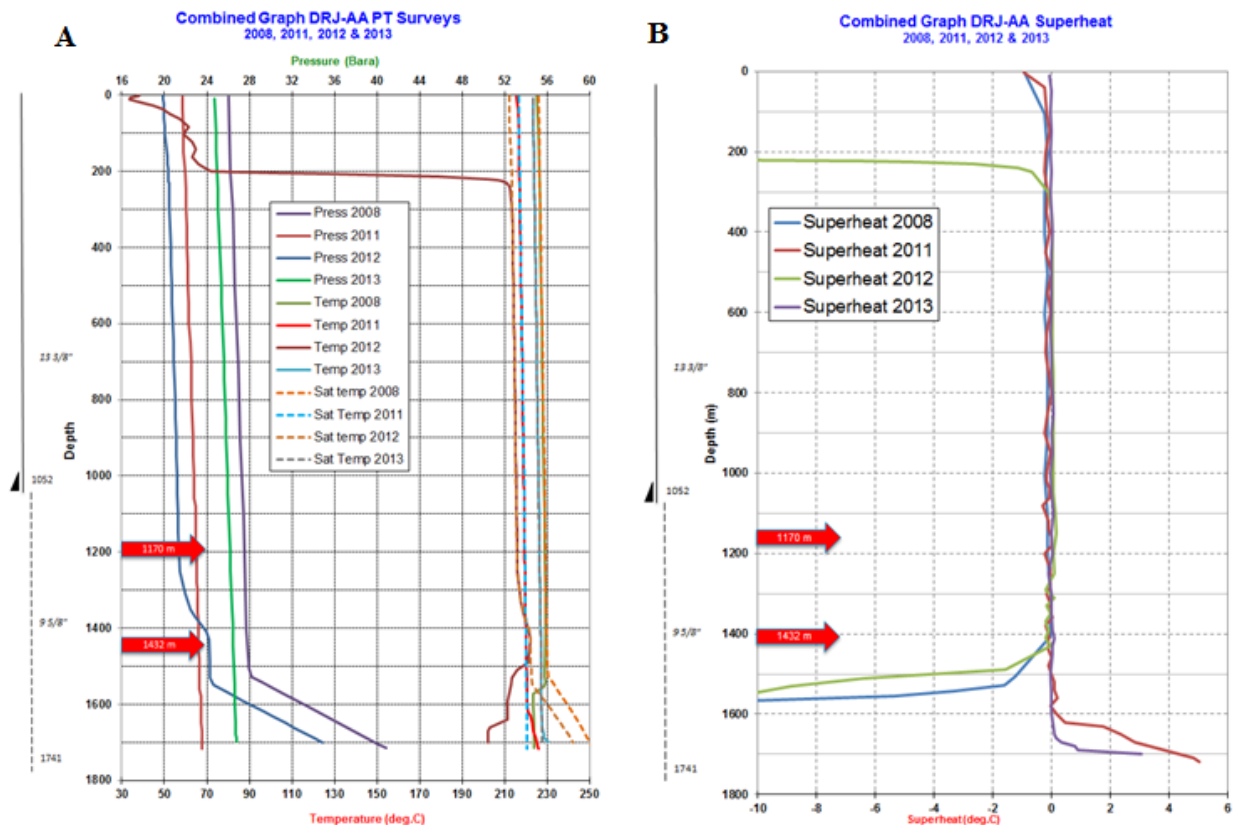 A
Combined Graph DRJ-AA PT Surveys
2008, 2011, 2012 & 2013
Pressure (Bara)
16 20 24 28 32 36 40 44 48 52 56 60
0
200
400
600
800
1000
1200
1400
1600
1800
Depth
13 3/8"
1052
9 5/8"
1741
Press 2008
Press 2011
Press 2012
Press 2013
Temp 2008
Temp 2011
Temp 2012
Temp 2013
Sat temp 2008
Sat Temp 2011
Sat temp 2012
Sat Temp 2013
1170 m
1432 m
30 50 70 90 110 130 150 170 190 210 230 250
Temperature (deg.C)
B
Combined Graph DRJ-AA Superheat
2008, 2011, 2012 & 2013
0
200
400
600
800
1000
1200
1400
1600
1800
Depth (m)
13 3/8"
1052
9 5/8"
1741
Superheat 2008
Superheat 2011
Superheat 2012
Superheat 2013
1170 m
1432 m
-10 -8 -6 -4 -2 0 2 4 6
Superheat (deg.C)